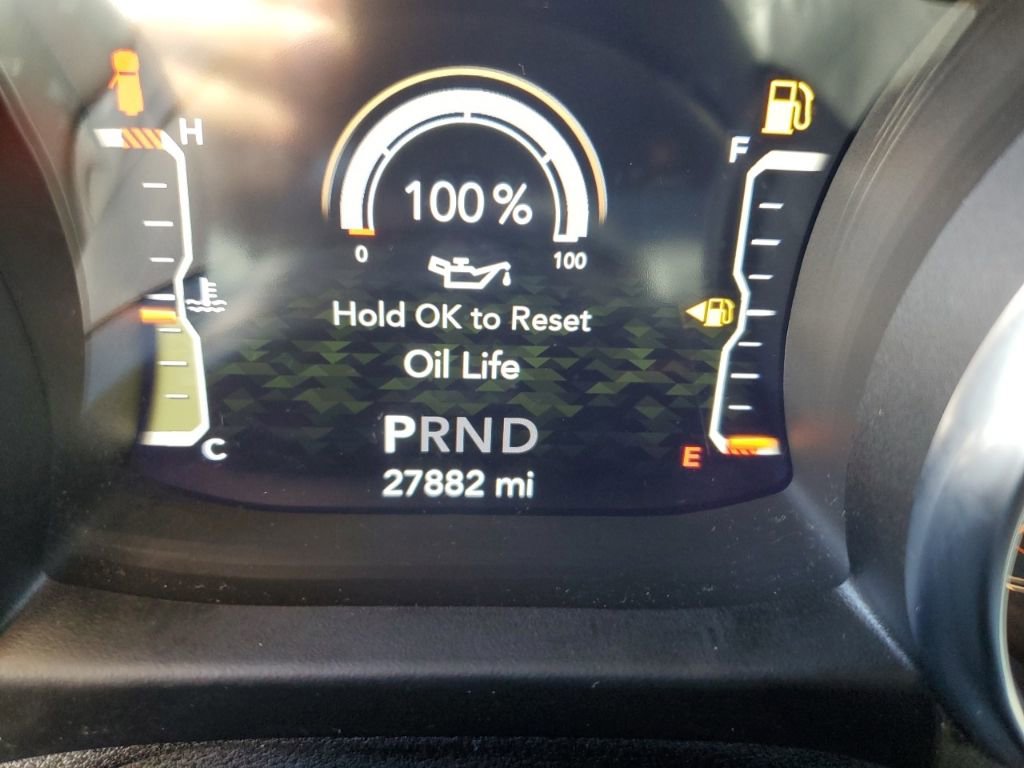 H
F
100 %
0
100
Hold OK to Reset
Oil Life
C
PRND
E
27882 mi